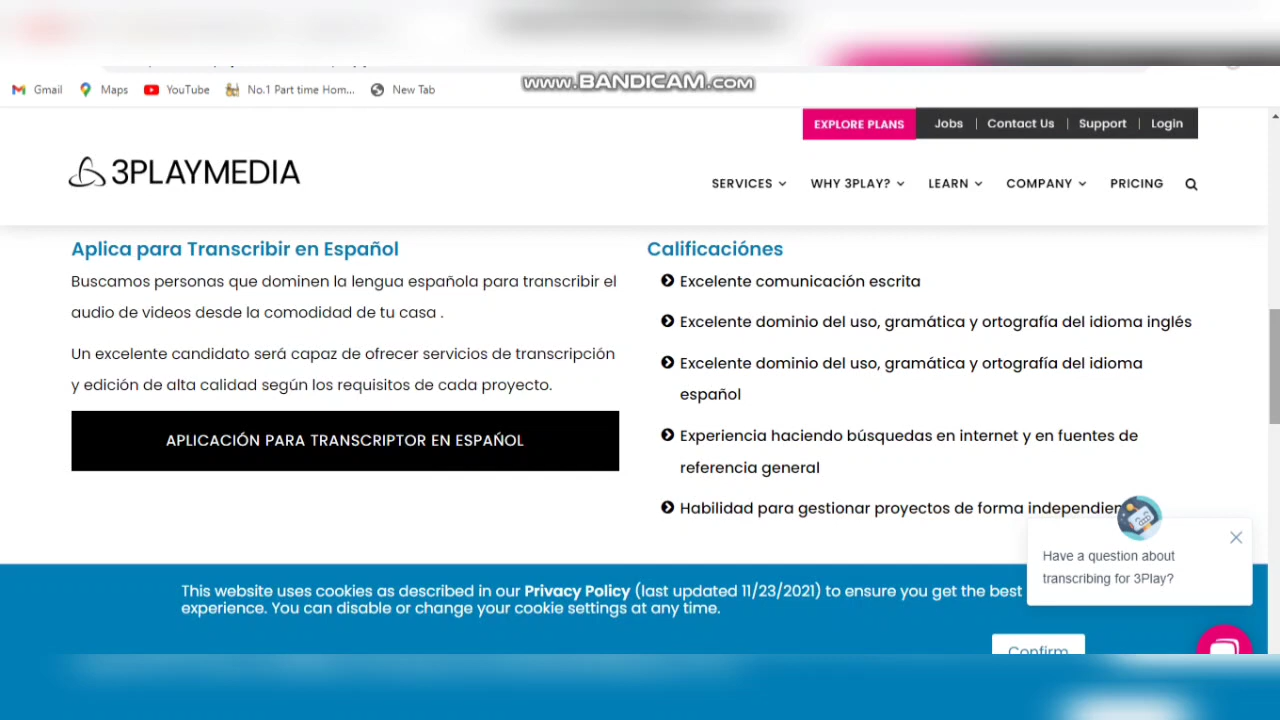 www.BANDICAM.com
Gmail Maps YouTube No.1 Part time Hom... New Tab
EXPLORE PLANS Jobs | Contact Us | Support | Login
3PLAYMEDIA
SERVICES WHY 3PLAY? LEARN COMPANY PRICING
Aplica para Transcribir en Español
Buscamos personas que dominen la lengua española para transcribir el
audio de videos desde la comodidad de tu casa .
Un excelente candidato será capaz de ofrecer servicios de transcripción
y edición de alta calidad según los requisitos de cada proyecto.
APLICACIÓN PARA TRANSCRIPTOR EN ESPAÑOL
Calificaciónes
Excelente comunicación escrita
Excelente dominio del uso, gramática y ortografía del idioma inglés
Excelente dominio del uso, gramática y ortografía del idioma
español
Experiencia haciendo búsquedas en internet y en fuentes de
referencia general
Habilidad para gestionar proyectos de forma
Have a question about
transcribing for 3Play?
This website uses cookies as described in our Privacy Policy (last updated 11/23/2021) to ensure you get the best
experience. You can disable or change your cookie settings at any time.
Confirm